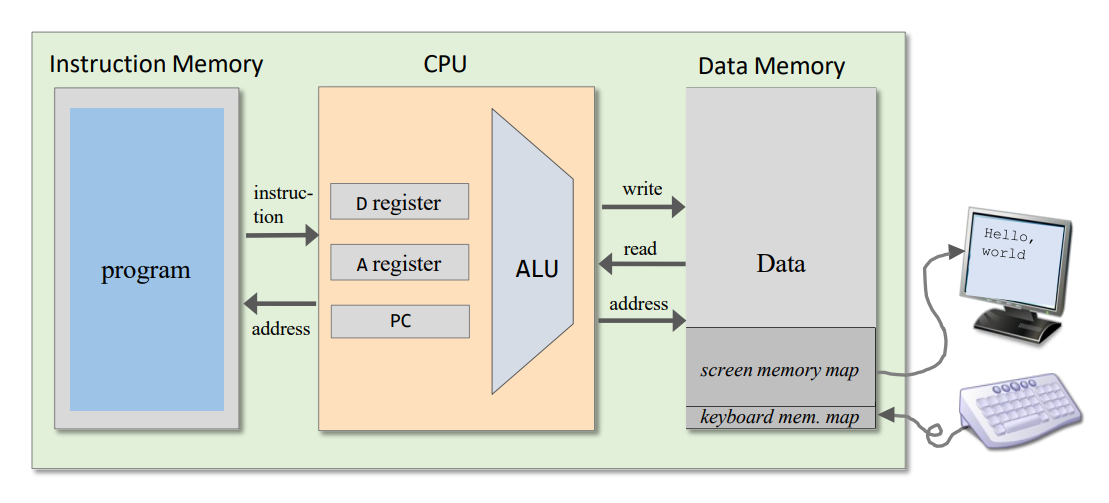 Instruction Memory
CPU
Data Memory
program
instruc-
tion
address
D register
A register
PC
ALU
write
read
address
Data
screen memory map
keyboard mem. map
Hello,
world